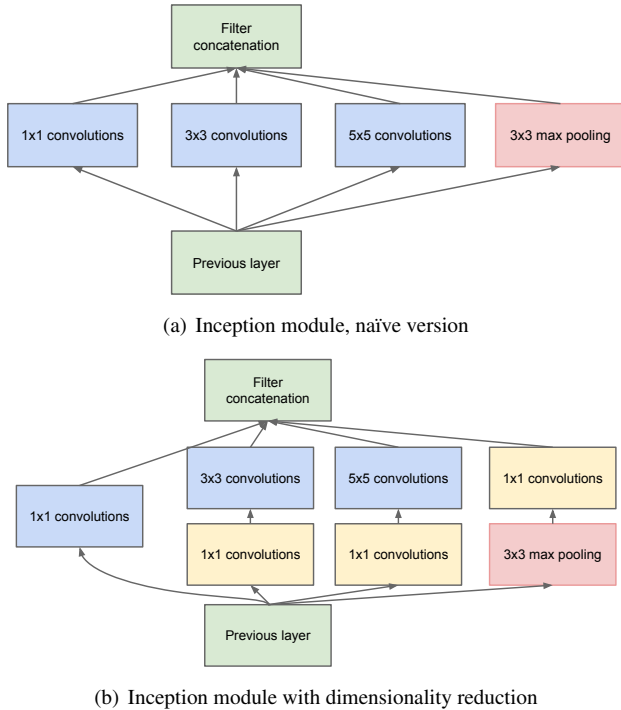 Filter
concatenation
1x1 convolutions
3x3 convolutions
5x5 convolutions
3x3 max pooling
Previous layer
(a) Inception module, naïve version
Filter
concatenation
3x3 convolutions
5x5 convolutions
1x1 convolutions
1x1 convolutions
1x1 convolutions
1x1 convolutions
3x3 max pooling
Previous layer
(b) Inception module with dimensionality reduction